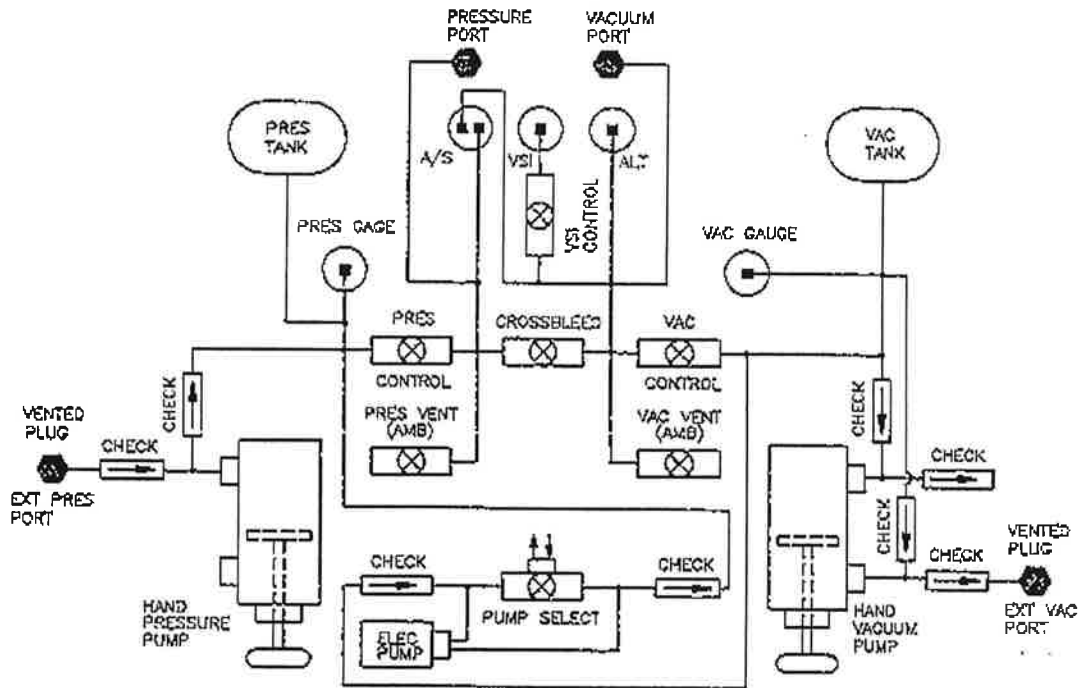 PRESSURE
PORT
VACUUM
PORT
PRES
TANK
A/S
VSI
ALT
VAC
TANK
VSI
CONTROL
PRES GAGE
VAC GAUGE
PRES
CROSSBLEED
VAC
CONTROL
CONTROL
CHECK
CHECK
PRES VENT
(AMB)
VAC VENT
(AMB)
VENTED
PLUG
CHECK
CHECK
EXT PRES
PORT
CHECK
VENTED
PLUG
CHECK
CHECK
CHECK
HAND
PRESSURE
PUMP
PUMP SELECT
ELEC
PUMP
HAND
VACUUM
PUMP
EXT VAC
PORT